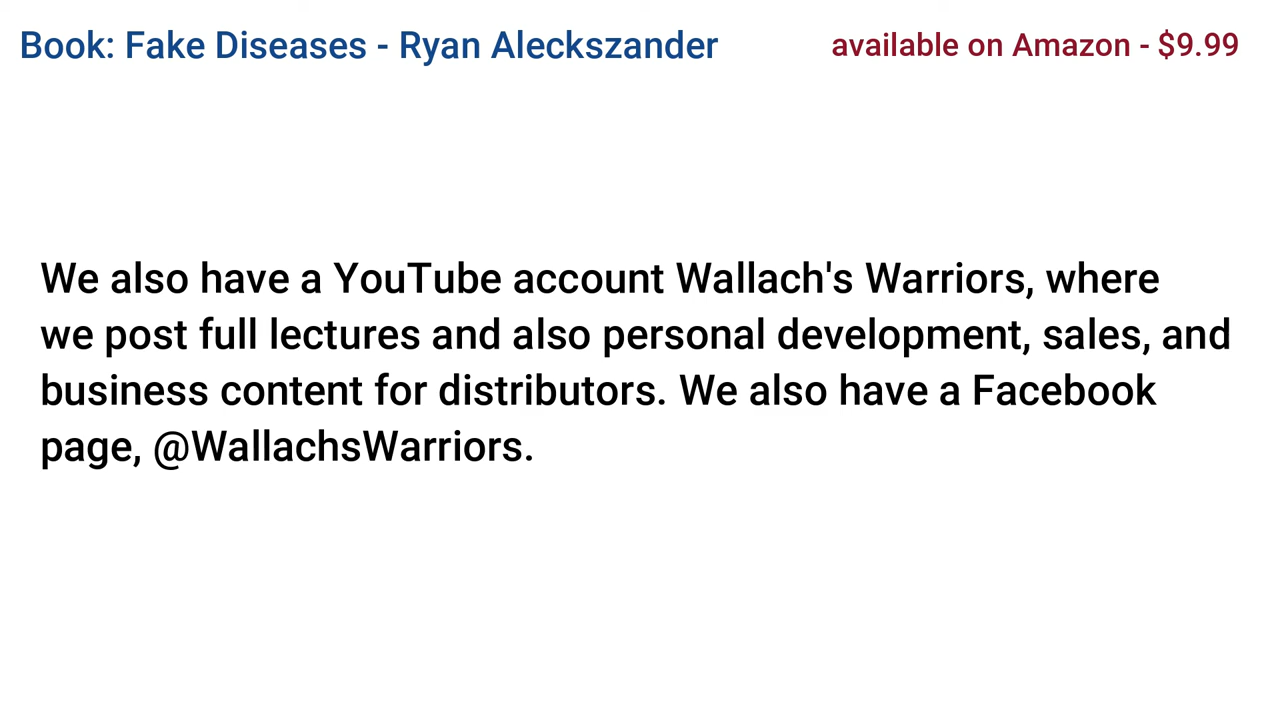 Book: Fake Diseases - Ryan Aleckszander
available on Amazon - $9.99
We also have a YouTube account Wallach's Warriors, where
we post full lectures and also personal development, sales, and
business content for distributors. We also have a Facebook
page, @WallachsWarriors.